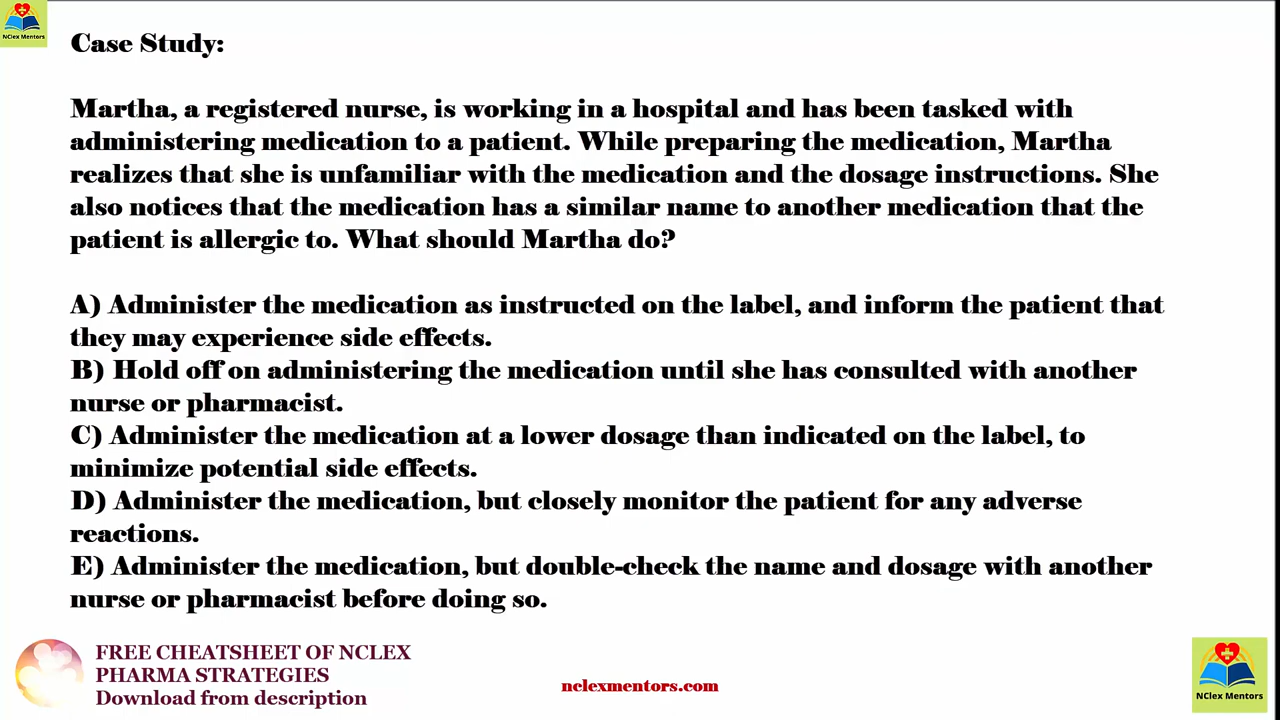 NClex Mentors
Case Study:
Martha, a registered nurse, is working in a hospital and has been tasked with
administering medication to a patient. While preparing the medication, Martha
realizes that she is unfamiliar with the medication and the dosage instructions. She
also notices that the medication has a similar name to another medication that the
patient is allergic to. What should Martha do?
A) Administer the medication as instructed on the label, and inform the patient that
they may experience side effects.
B) Hold off on administering the medication until she has consulted with another
nurse or pharmacist.
C) Administer the medication at a lower dosage than indicated on the label, to
minimize potential side effects.
D) Administer the medication, but closely monitor the patient for any adverse
reactions.
E) Administer the medication, but double-check the name and dosage with another
nurse or pharmacist before doing so.
FREE CHEATSHEET OF NCLEX
PHARMA STRATEGIES
Download from description
nclexmentors.com
NClex Mentors